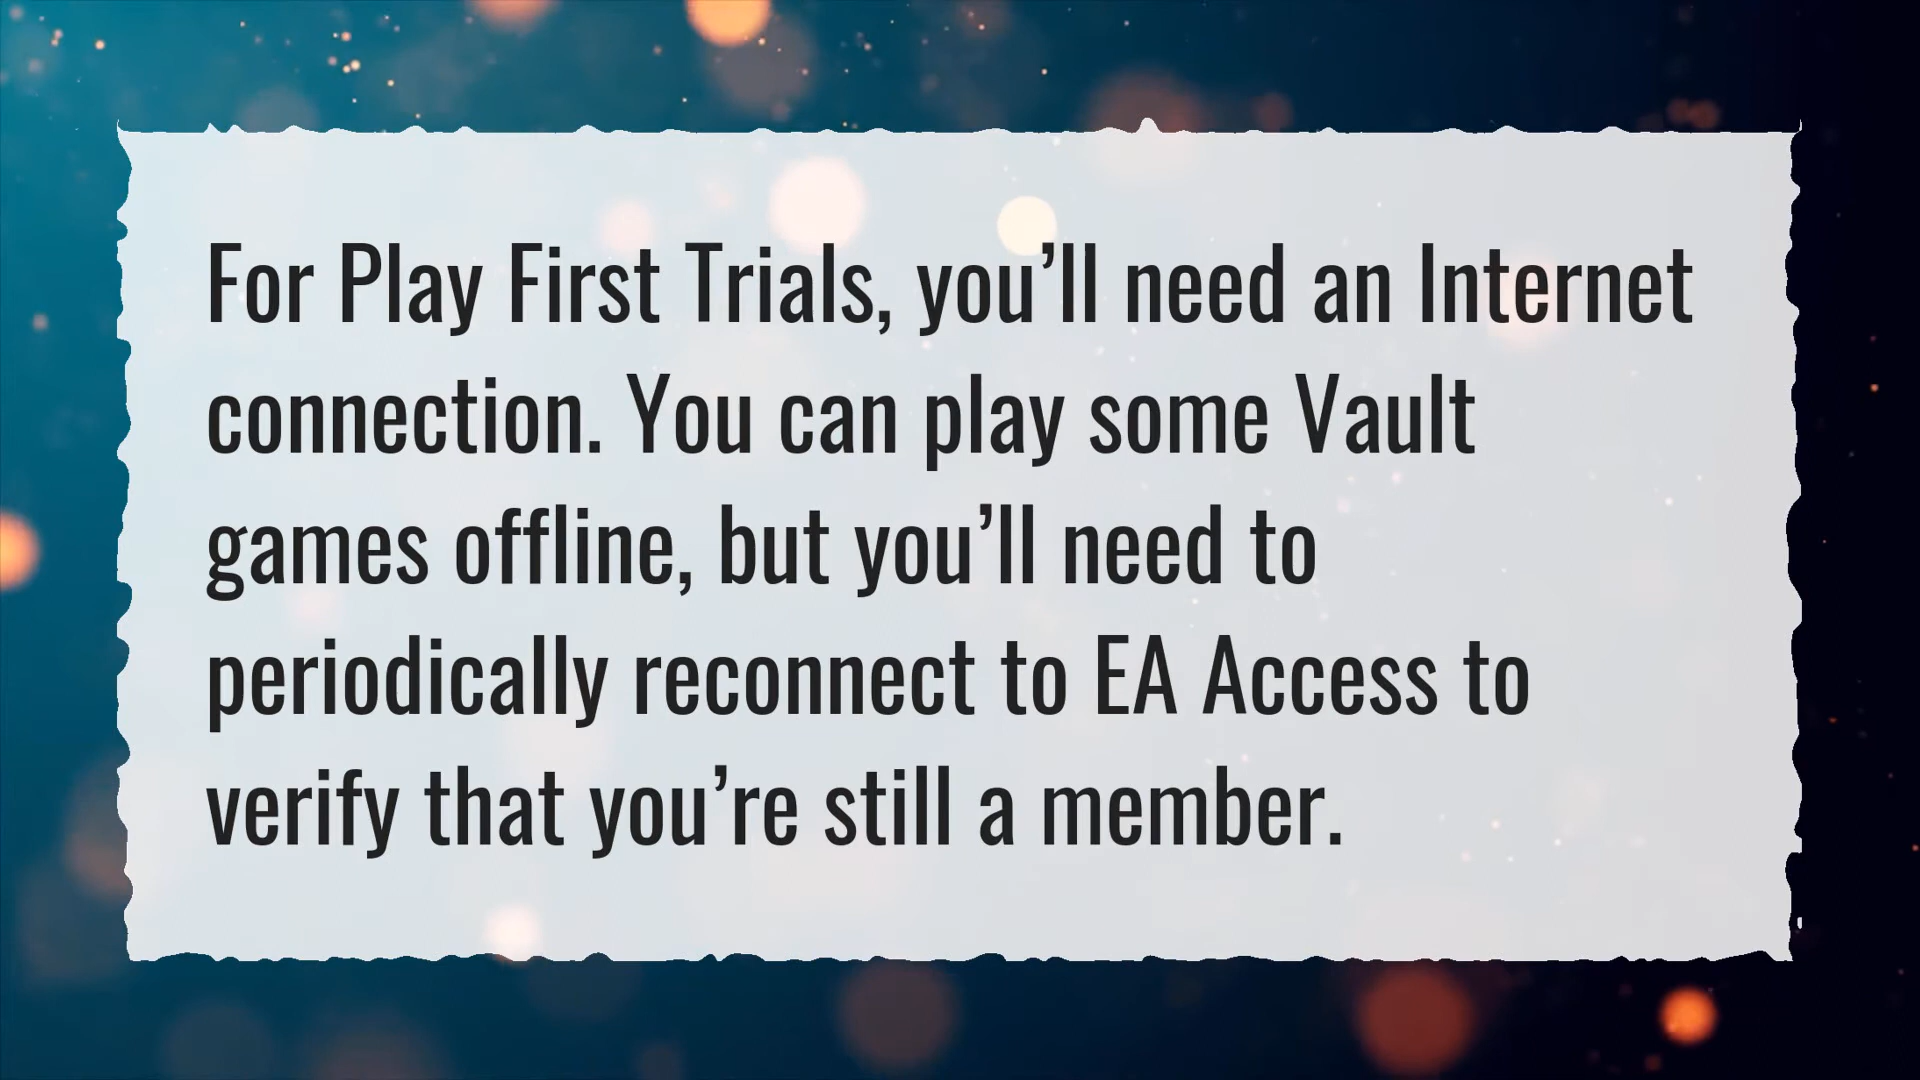 For Play First Trials, you’ll need an Internet
connection. You can play some Vault
games offline, but you’ll need to
periodically reconnect to EA Access to
verify that you’re still a member.